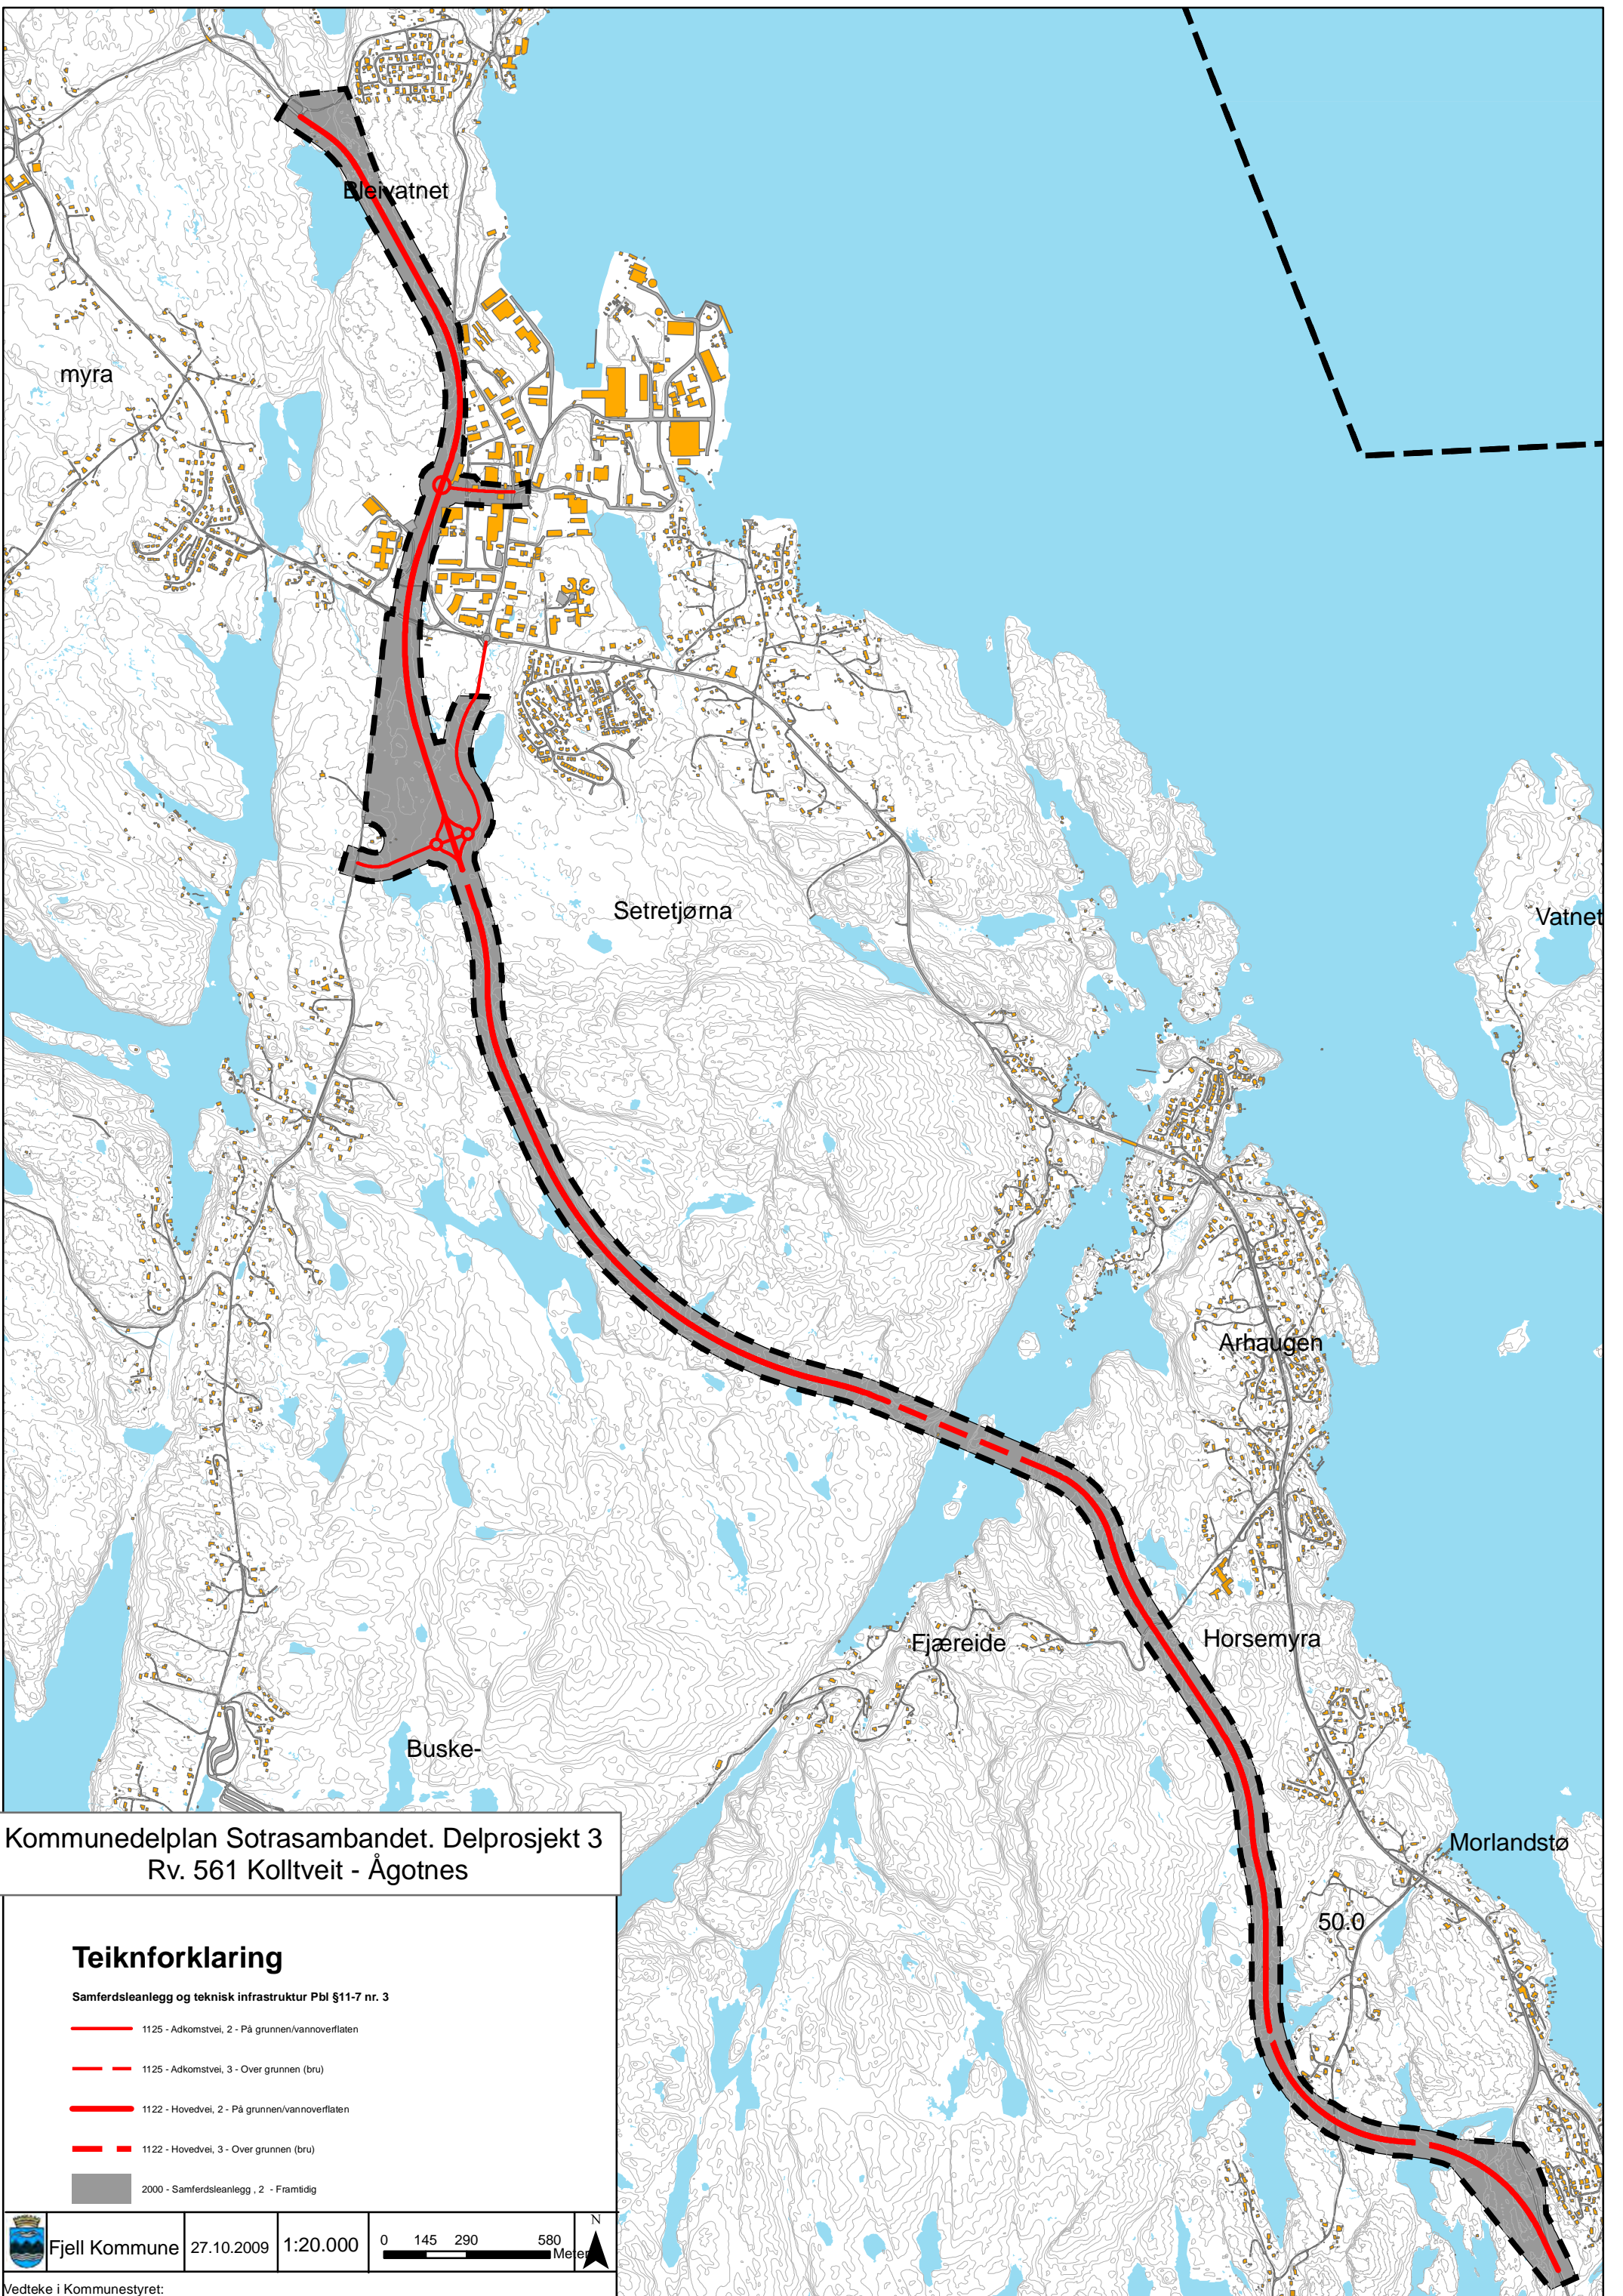 Bleivatnet
myra
Setretjørna
Vatnet
Arhaugen
Fjæreide
Horsemyra
Buske-
Morlandstø
50.0
Kommunedelplan Sotrasambandet. Delprosjekt 3
Rv. 561 Kolltveit - Ågotnes
Teiknforklaring
Samferdsleanlegg og teknisk infrastruktur Pbl §11-7 nr. 3
1125 - Adkomstvei, 2 - På grunnen/vannoverflaten
1125 - Adkomstvei, 3 - Over grunnen (bru)
1122 - Hovedvei, 2 - På grunnen/vannoverflaten
1122 - Hovedvei, 3 - Over grunnen (bru)
2000 - Samferdsleanlegg , 2 - Framtidig
Fjell Kommune 27.10.2009 1:20.000 0 145 290 580 Meter N
Vedteke i Kommunestyret: